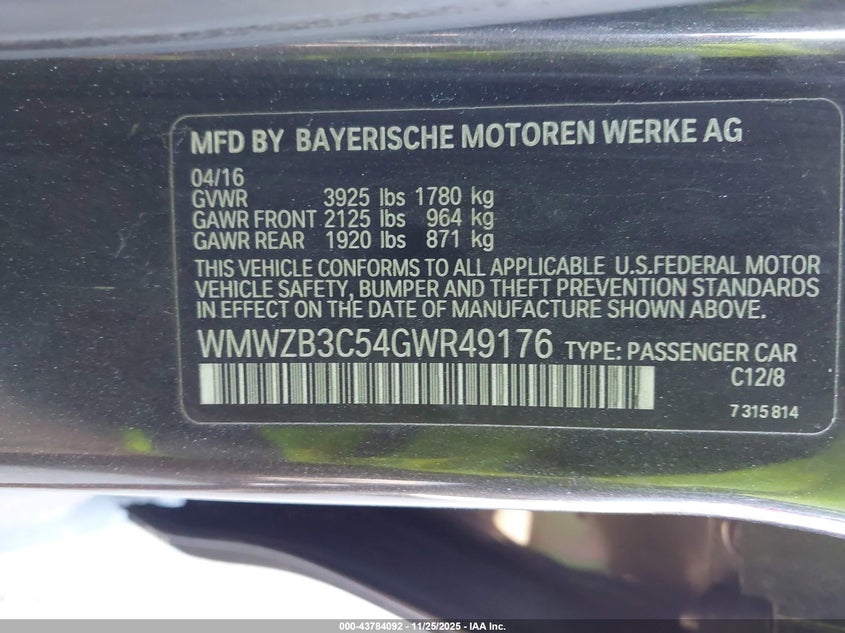 MFD BY BAYERISCHE MOTOREN WERKE AG
04/16
GVWR 3925 lbs 1780 kg
GAWR FRONT 2125 lbs 964 kg
GAWR REAR 1920 lbs 871 kg
THIS VEHICLE CONFORMS TO ALL APPLICABLE U.S.FEDERAL MOTOR
VEHICLE SAFETY, BUMPER AND THEFT PREVENTION STANDARDS
IN EFFECT ON THE DATE OF MANUFACTURE SHOWN ABOVE.
WMWZB3C54GWR49176 TYPE: PASSENGER CAR
C12/8
7 315 814
000-43784092 - 11/25/2025 - IAA Inc.